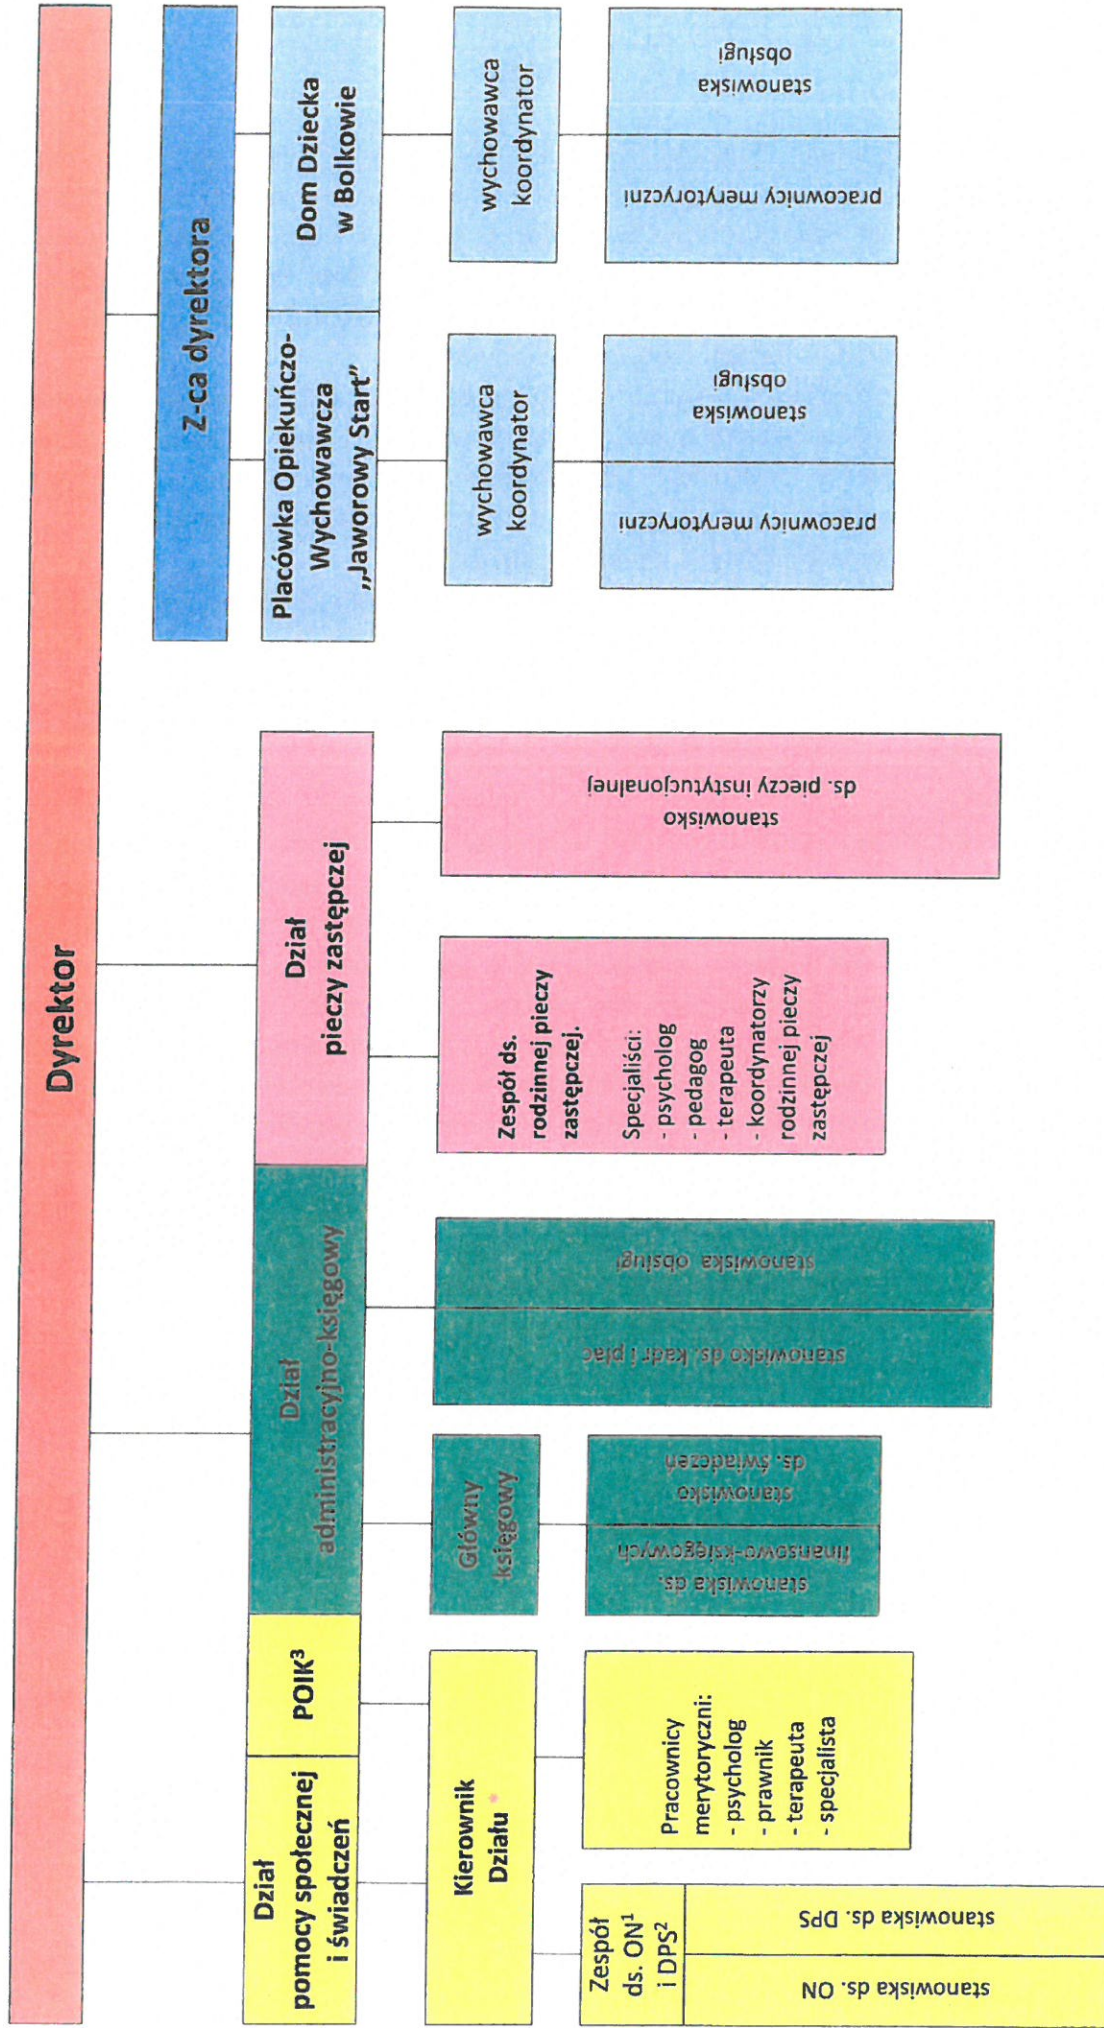 Dyrektor
Z-ca dyrektora
Dział
pomocy społecznej
i świadczeń
POIK³
Dział
administracyjno-księgowy
Dział
pieczy zastępczej
Placówka Opiekuńczo-
Wychowawcza
„Jaworowy Start”
Dom Dziecka
w Bolkowie
Kierownik
Działu *
Główny
księgowy
stanowisko ds. kadr i płac
stanowiska obsługi
Zespół ds.
rodzinnej pieczy
zastępczej.
Specjaliści:
- psycholog
- pedagog
- terapeuta
- koordynatorzy
rodzinnej pieczy
zastępczej
stanowisko
ds. pieczy instytucjonalnej
wychowawca
koordynator
wychowawca
koordynator
Zespół
ds. ON¹
i DPS²
stanowiska ds. ON
stanowiska ds. DPS
Pracownicy
merytoryczni:
- psycholog
- prawnik
- terapeuta
- specjalista
stanowiska ds.
finansowo-księgowych
stanowisko
ds. świadczeń
pracownicy merytoryczni
stanowiska
obsługi
pracownicy merytoryczni
stanowiska
obsługi